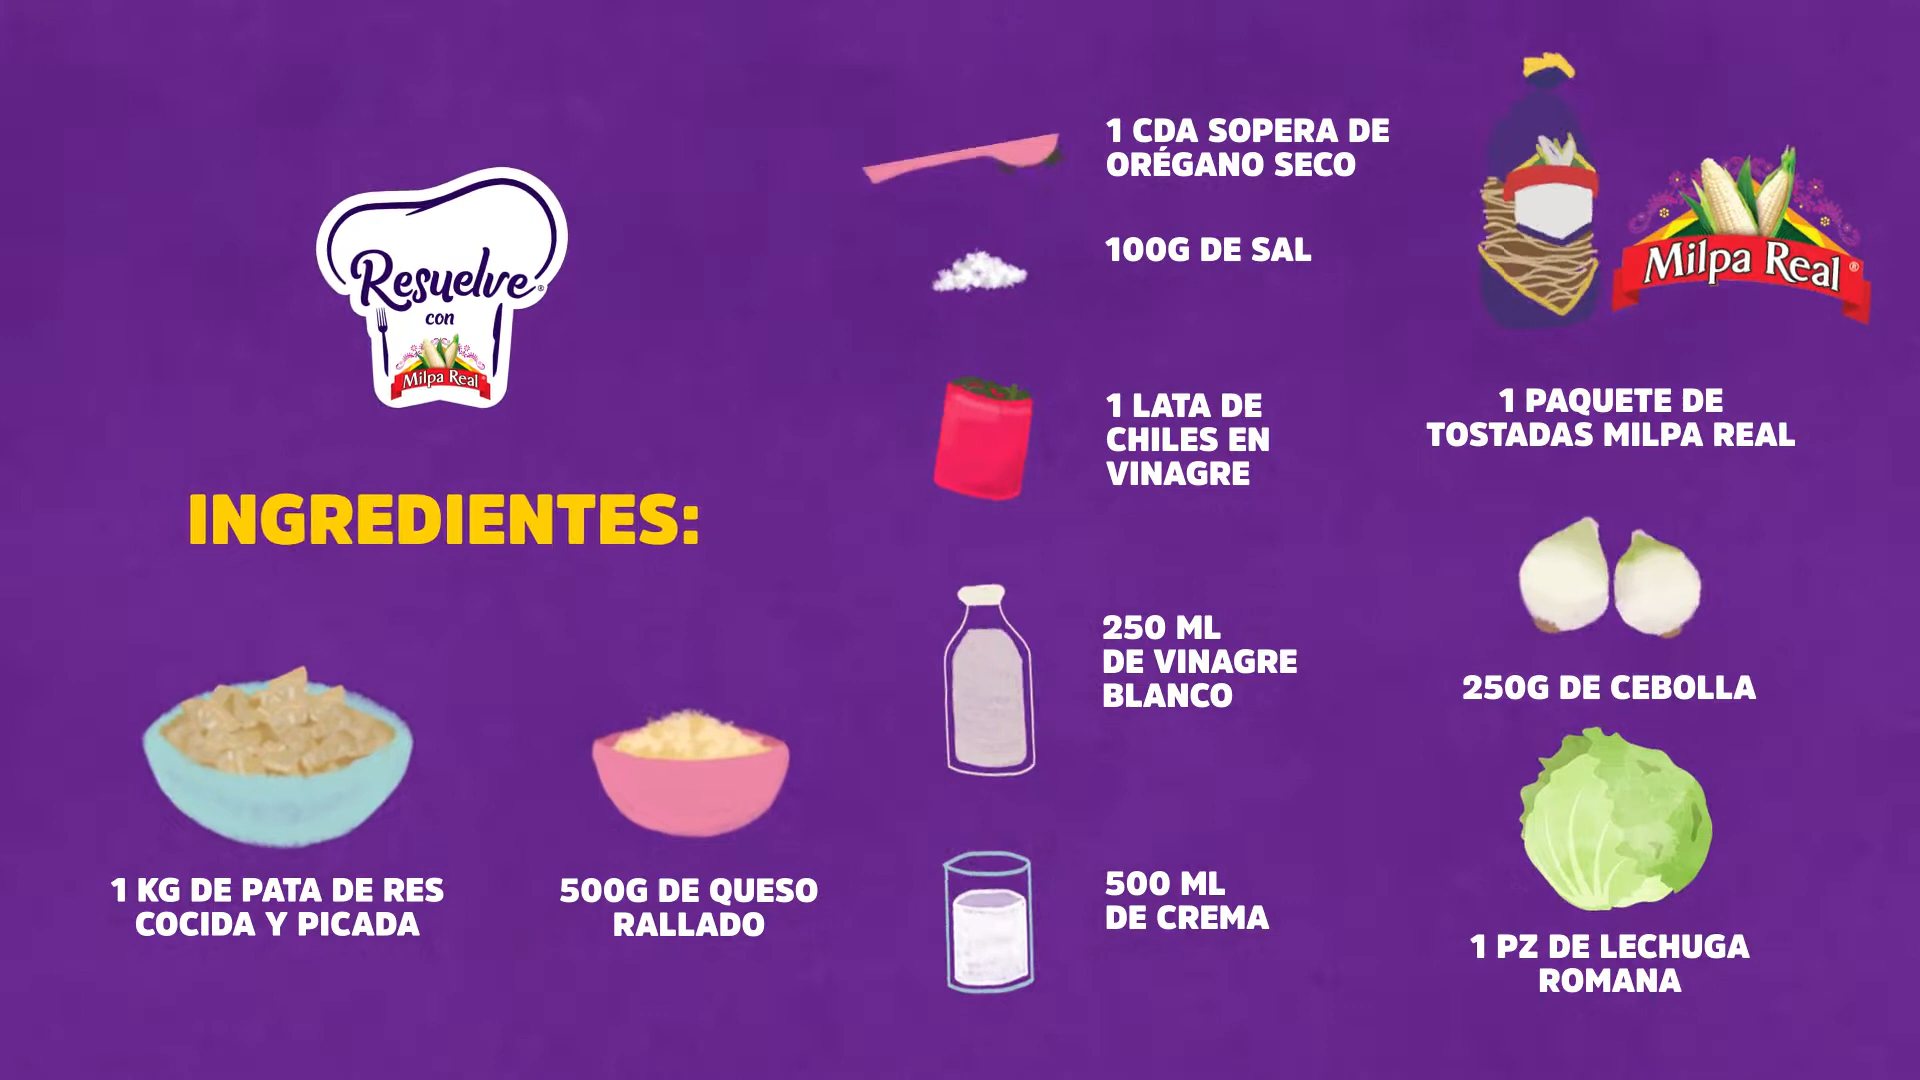 Resuelve®
con
Milpa Real
INGREDIENTES:
1 KG DE PATA DE RES
COCIDA Y PICADA
500G DE QUESO
RALLADO
1 CDA SOPERA DE
ORÉGANO SECO
100G DE SAL
1 LATA DE
CHILES EN
VINAGRE
250 ML
DE VINAGRE
BLANCO
500 ML
DE CREMA
Milpa Real®
1 PAQUETE DE
TOSTADAS MILPA REAL
250G DE CEBOLLA
1 PZ DE LECHUGA
ROMANA